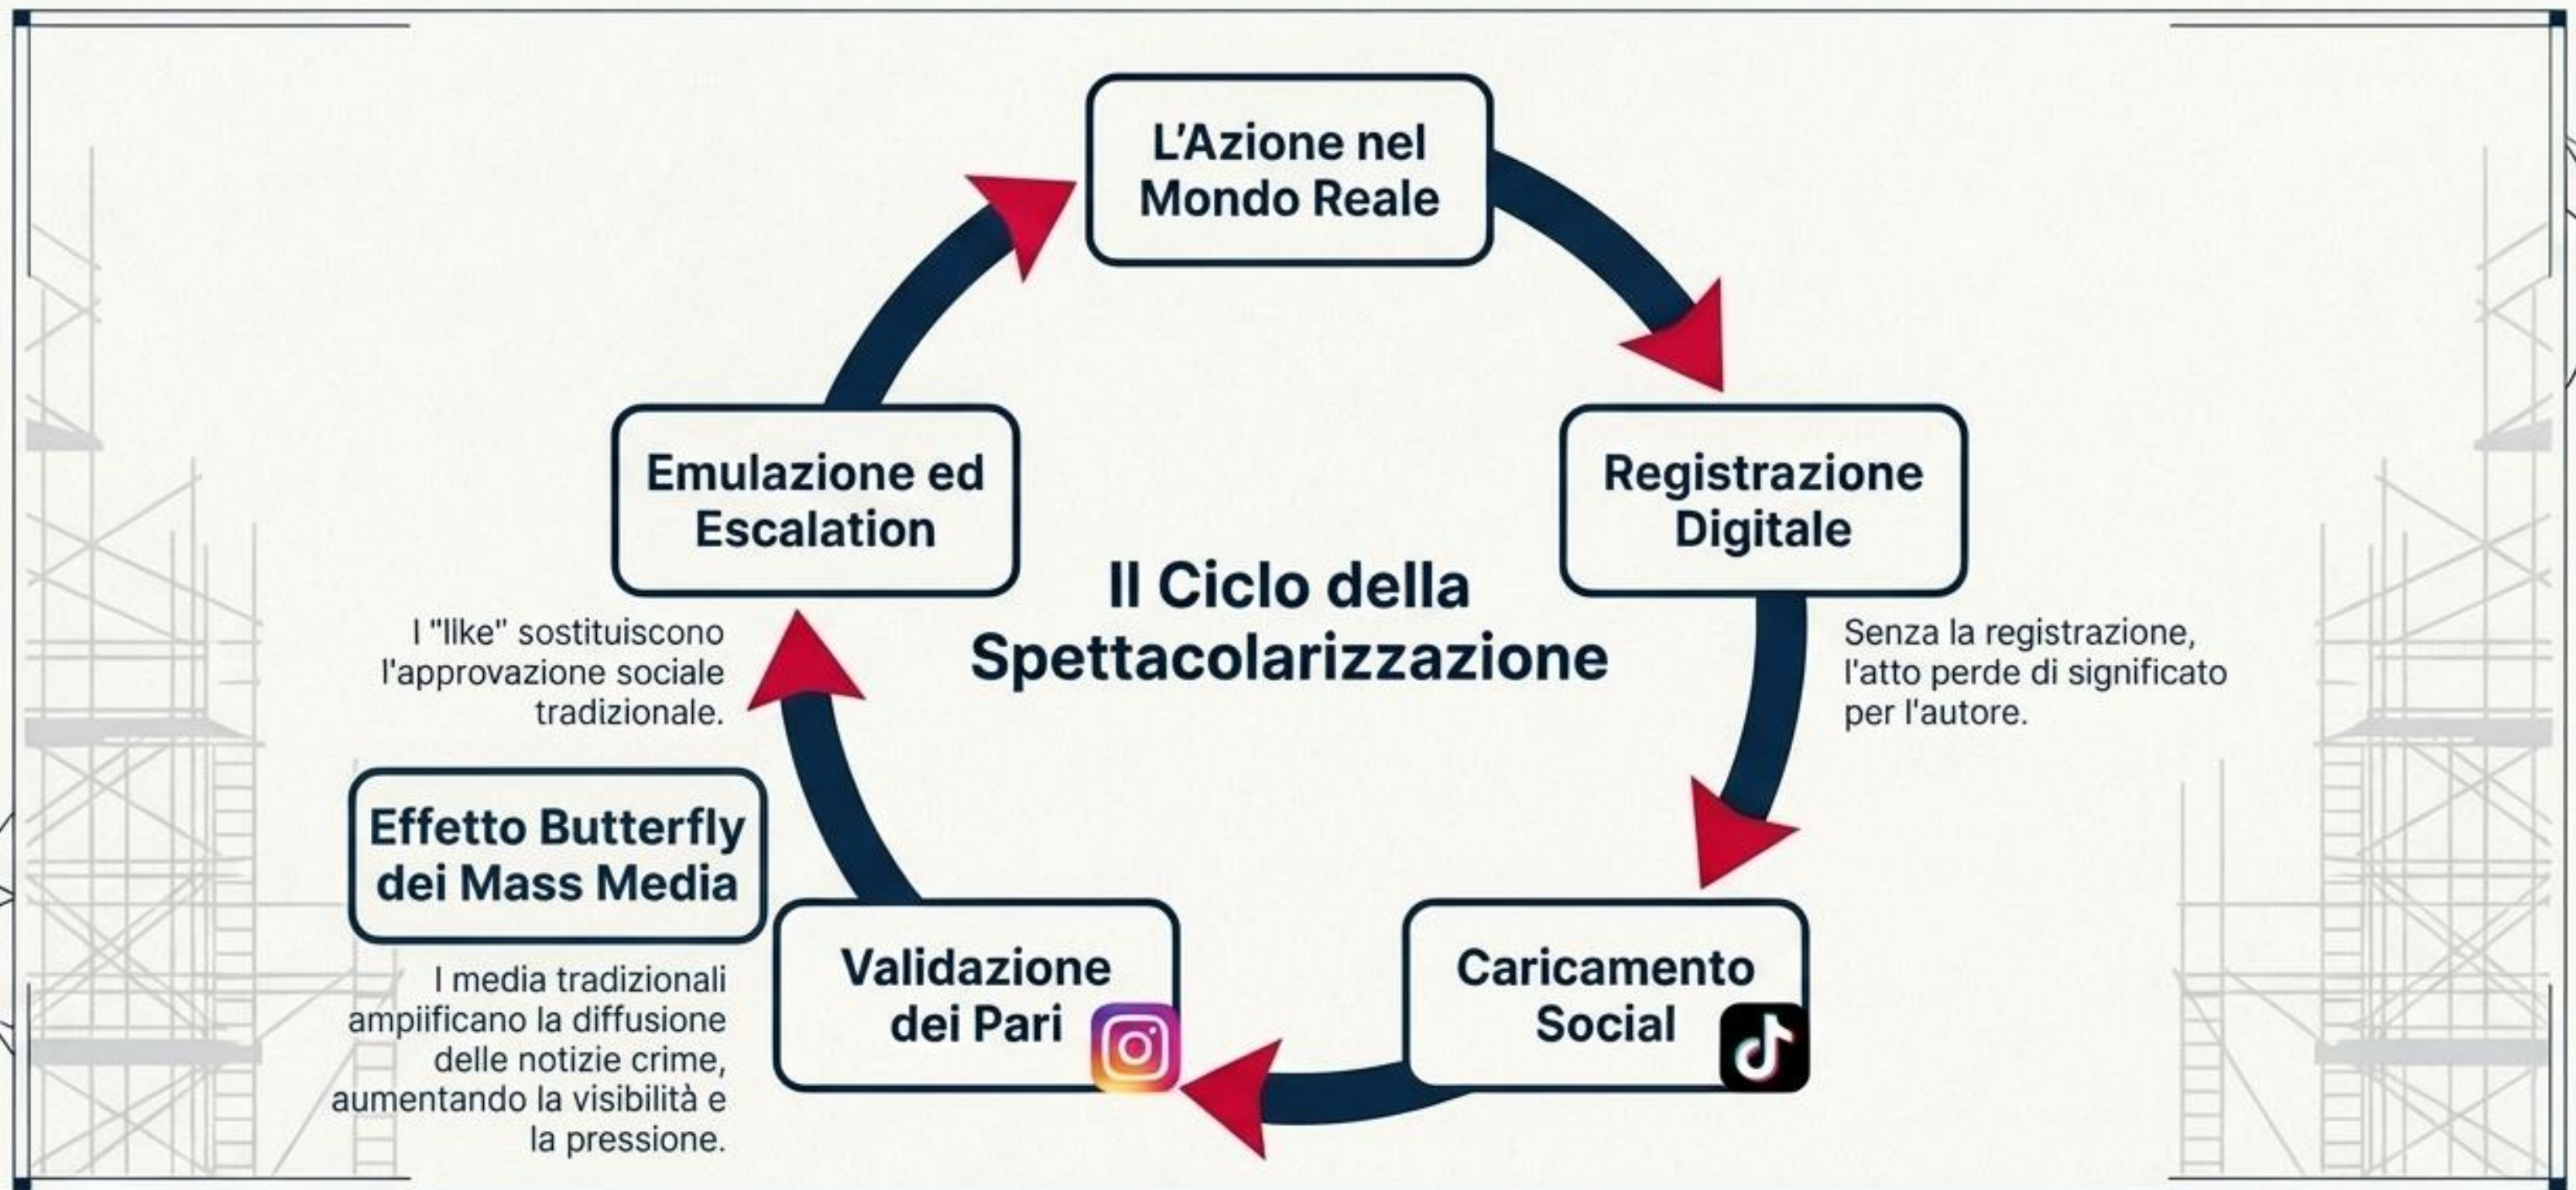 L'Azione nel
Mondo Reale
Registrazione
Digitale
Senza la registrazione,
l'atto perde di significato
per l'autore.
Caricamento
Social
Validazione
dei Pari
Emulazione ed
Escalation
I "like" sostituiscono
l'approvazione sociale
tradizionale.
Effetto Butterfly
dei Mass Media
I media tradizionali
ampiificano la diffusione
delle notizie crime,
aumentando la visibilità e
la pressione.
Il Ciclo della
Spettacolarizzazione